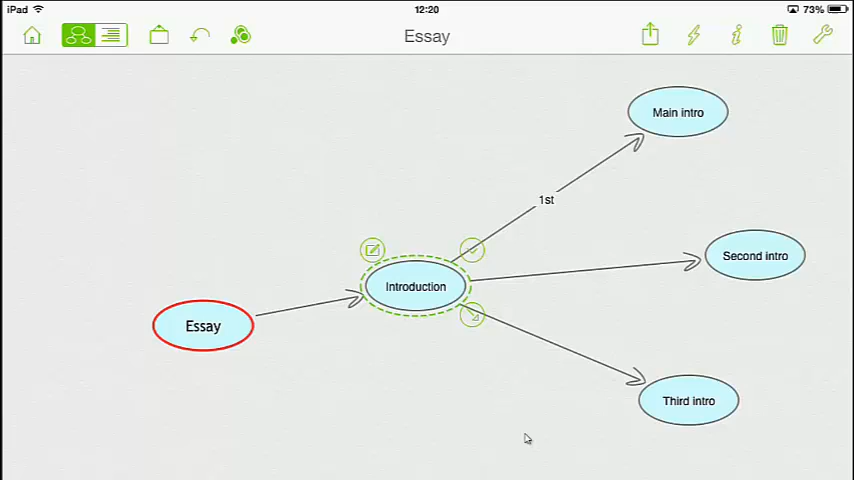 iPad
12:20
73%
Essay
Main intro
1st
Second intro
Introduction
Essay
Third intro